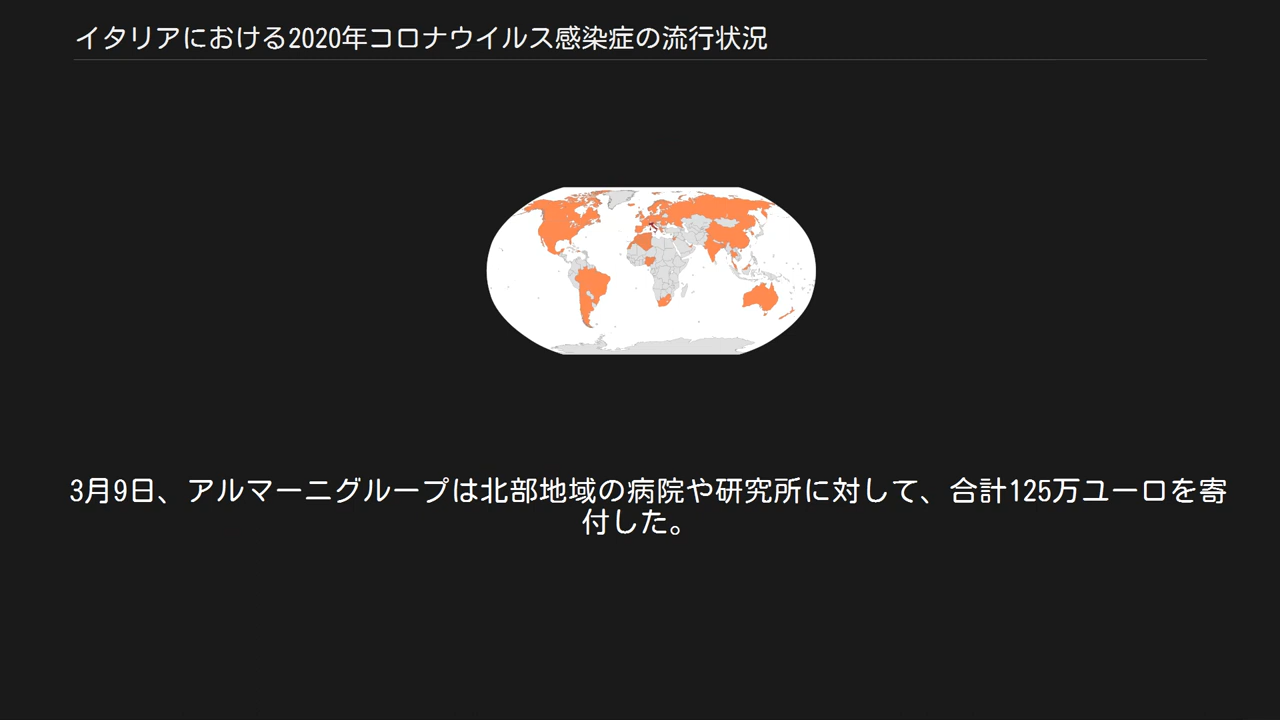 イタリアにおける2020年コロナウイルス感染症の流行状況
3月9日、アルマーニグループは北部地域の病院や研究所に対して、合計125万ユーロを寄
付した。